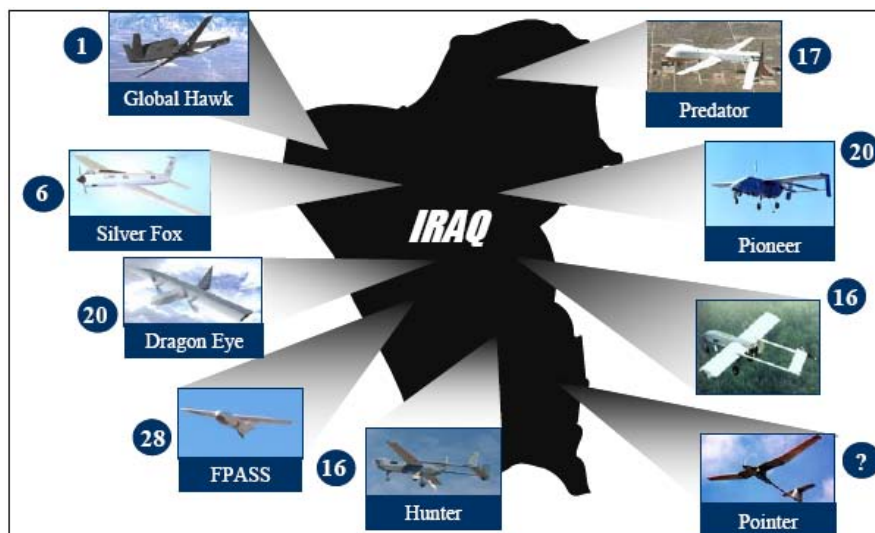 1
Global Hawk
17
Predator
6
Silver Fox
20
Pioneer
IRAQ
20
Dragon Eye
16
28
FPASS
16
Hunter
?
Pointer